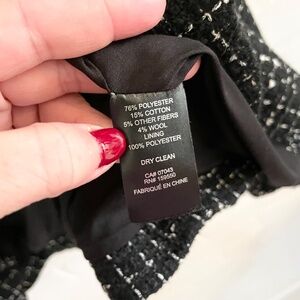 76% POLYESTER
15% COTTON
5% OTHER FIBERS
4% WOOL
LINING
100% POLYESTER
DRY CLEAN
CA# 07043
RN# 159550
FABRIQUÉ EN CHINE